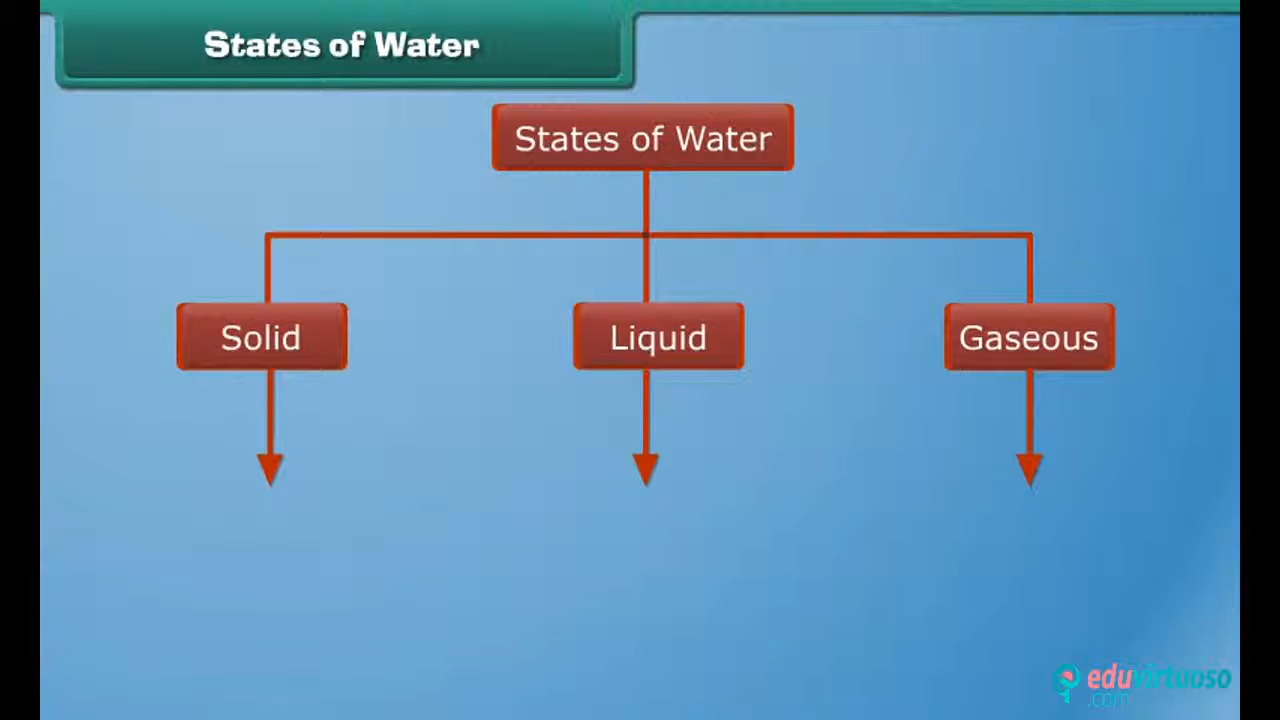 States of Water
States of Water
Solid
Liquid
Gaseous
eduvirtuoso
.com